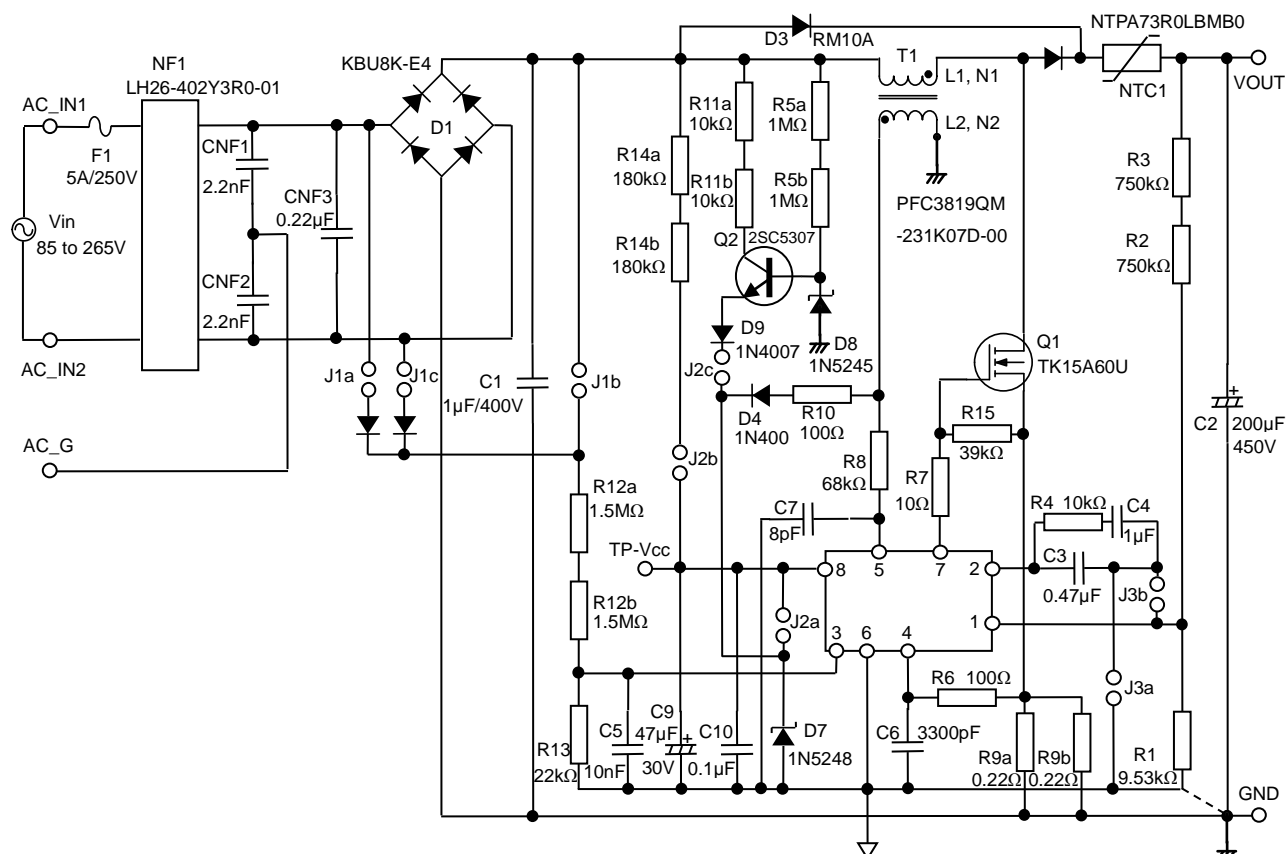 NTPA73R0LBMB0
D3
RM10A
T1
NF1
LH26-402Y3R0-01
KBU8K-E4
L1, N1
VOUT
NTC1
AC_IN1
R11a
10kΩ
R5a
1MΩ
F1
5A/250V
CNF1
D1
L2, N2
R14a
180kΩ
R3
750kΩ
2.2nF
CNF3
0.22µF
R11b
10kΩ
R5b
1MΩ
PFC3819QM
-231K07D-00
Vin
85 to 265V
R14b
180kΩ
Q2
2SC5307
R2
750kΩ
CNF2
2.2nF
D9
1N4007
D8
1N5245
Q1
TK15A60U
AC_IN2
J1a
J1c
C1
1µF/400V
J1b
J2c
D4
1N400
R10
100Ω
C2
200µF
450V
AC_G
R15
39kΩ
J2b
R8
68kΩ
R7
10Ω
R12a
1.5MΩ
C7
8pF
R4
10kΩ
C4
1µF
TP-Vcc
8
5
7
2
C3
0.47µF
J3b
R12b
1.5MΩ
J2a
1
3
6
4
R6
100Ω
J3a
R13
22kΩ
C5
10nF
C9
47µF
+
30V
C10
0.1µF
D7
1N5248
C6
3300pF
R9a
0.22Ω
R9b
0.22Ω
R1
9.53kΩ
GND